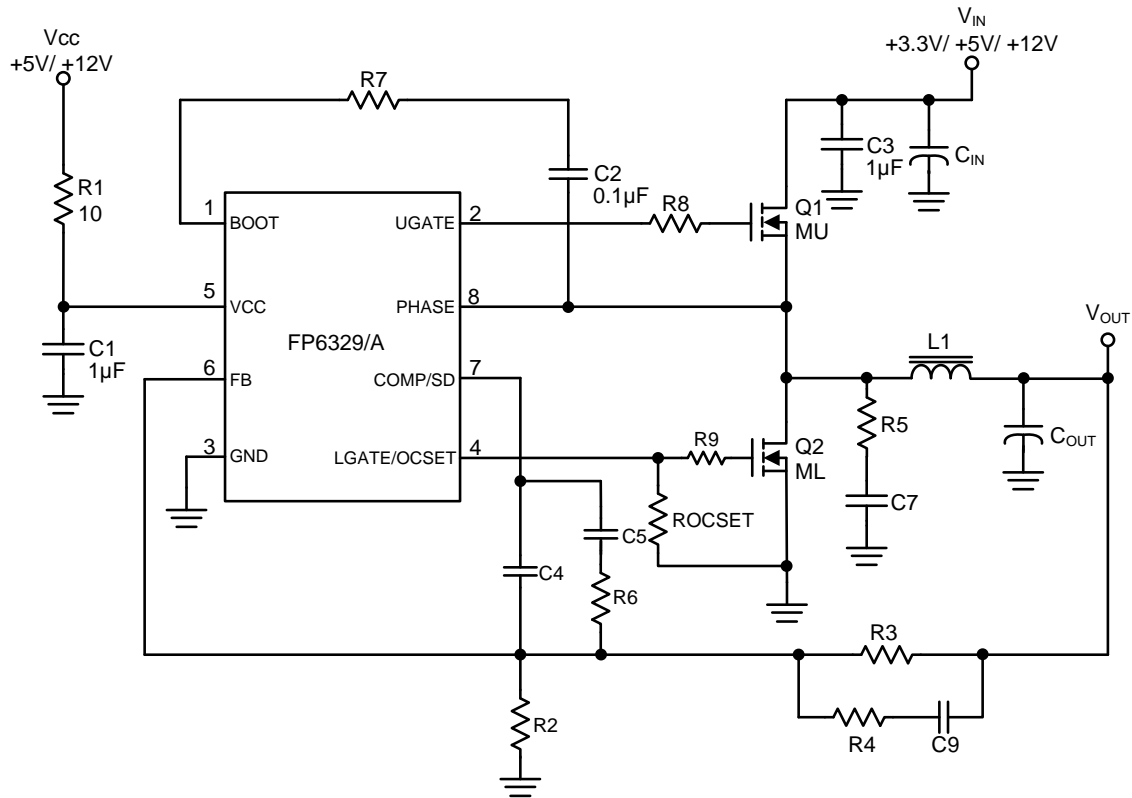 VIN
Vcc
+3.3V/ +5V/ +12V
+5V/ +12V
R7
C3
1µF
CIN
C2
0.1µF
R1
10
1
BOOT
UGATE
2
R8
Q1
MU
5
VCC
PHASE
8
VOUT
L1
C1
1µF
FP6329/A
6
FB
COMP/SD
7
R5
COUT
3
GND
LGATE/OCSET
4
R9
Q2
ML
C7
ROCSET
C5
C4
R6
R3
R2
R4
C9